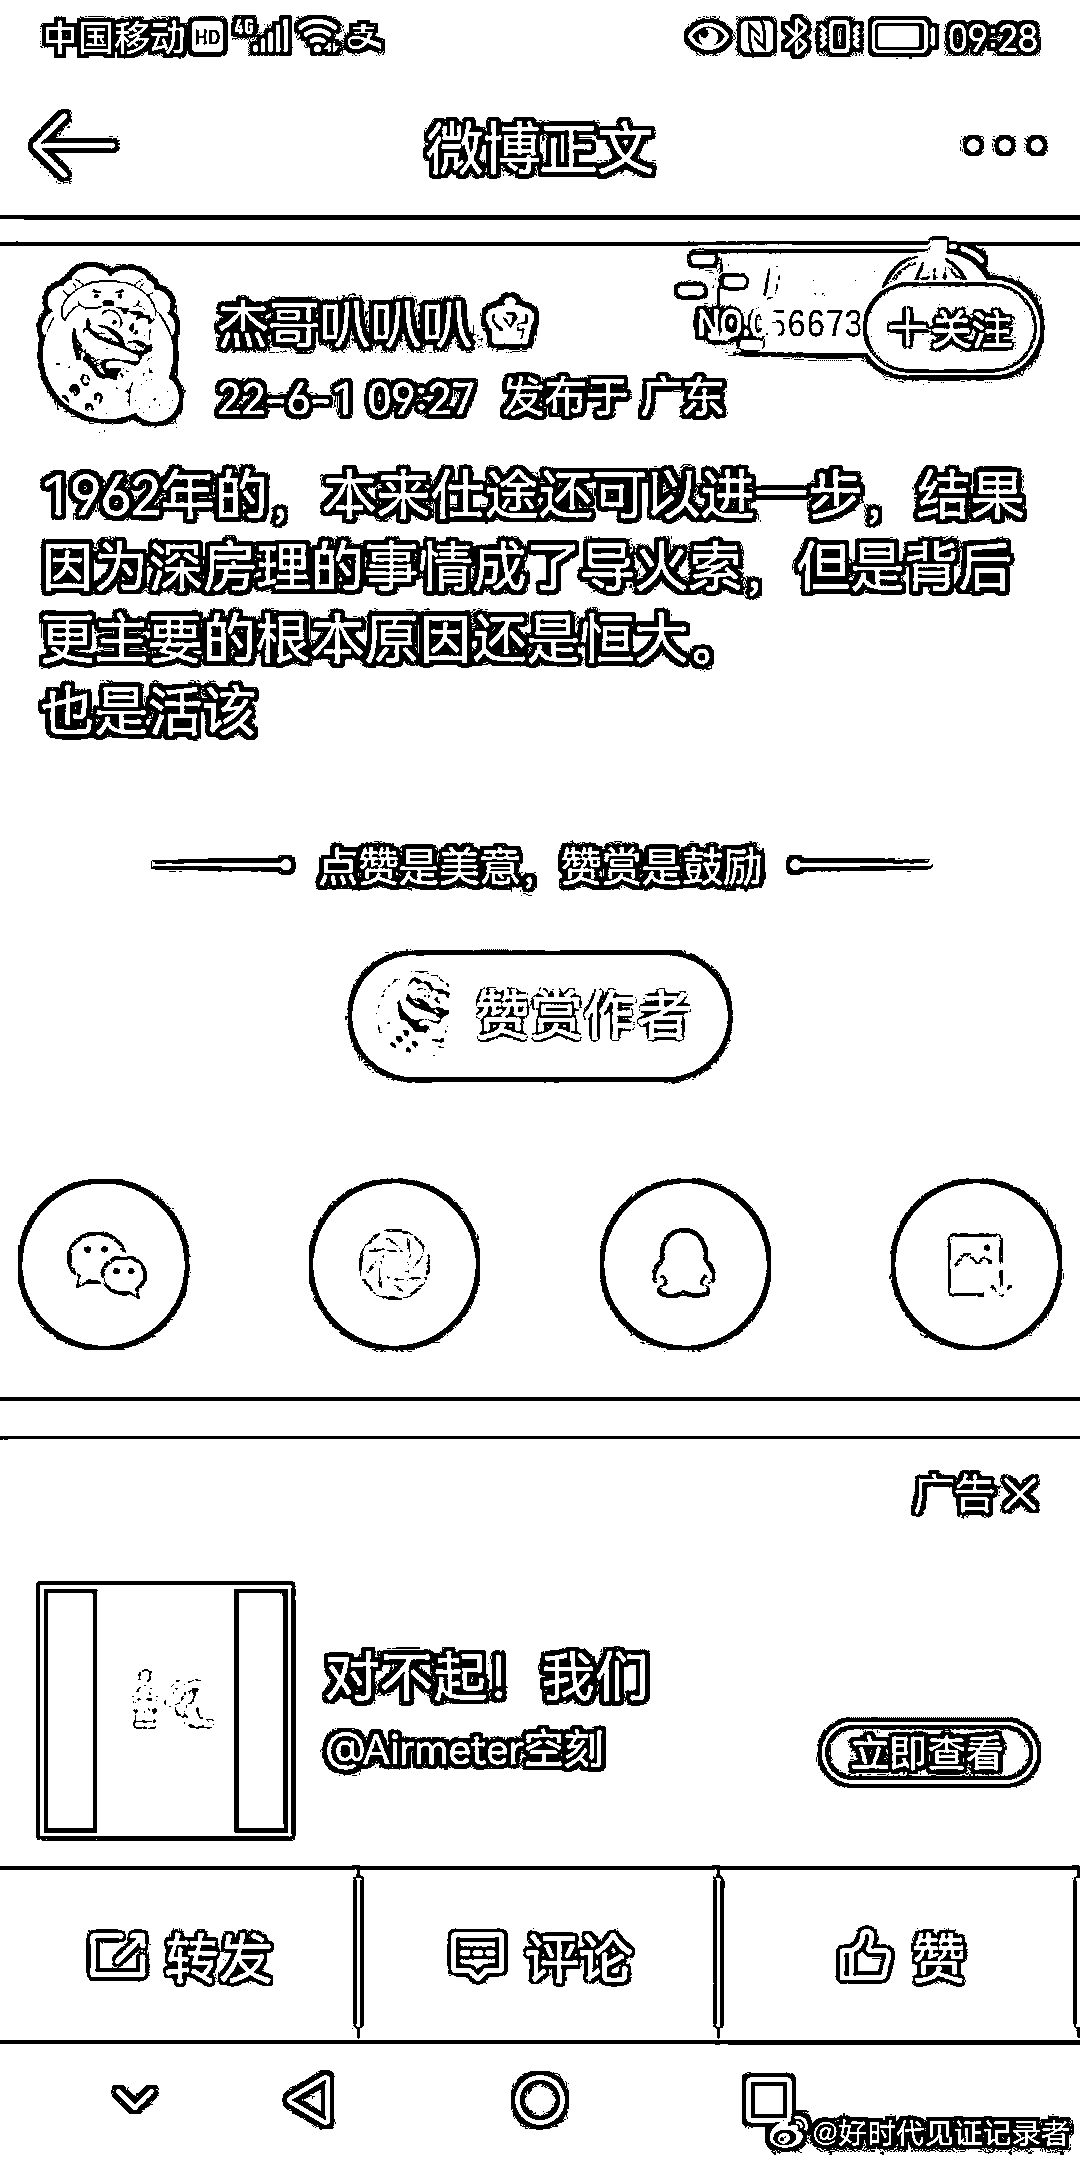 中国移动 HD 4G 09:28
微博正文
杰哥叭叭叭
NO. 56673
关注
22-6-1 09:27 发布于 广东
1962年的，本来仕途还可以进一步，结果
因为深房理的事情成了导火索，但是背后
更主要的根本原因还是恒大。
也是活该
点赞是美意，赞赏是鼓励
赞赏作者
广告
对不起！我们
@Airmeter空刻
立即查看
转发 评论 赞
@好时代见证记录者